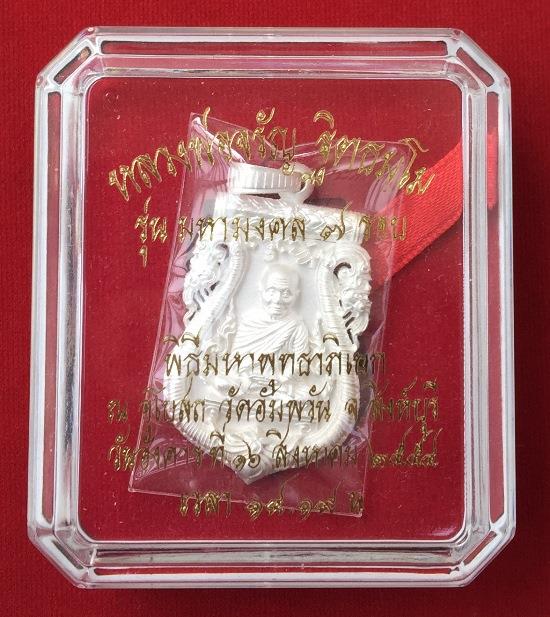 หลวงพ่อจรัญ ฐิตธมฺโม
รุ่น มหามงคล ๗ รอบ
พิธีมหาพุทธาภิเษก
ณ อุโบสถ วัดอัมพวัน จ.สิงห์บุรี
วันอังคารที่ ๑๖ สิงหาคม ๒๕๕๔
เวลา ๑๘.๑๙ น.